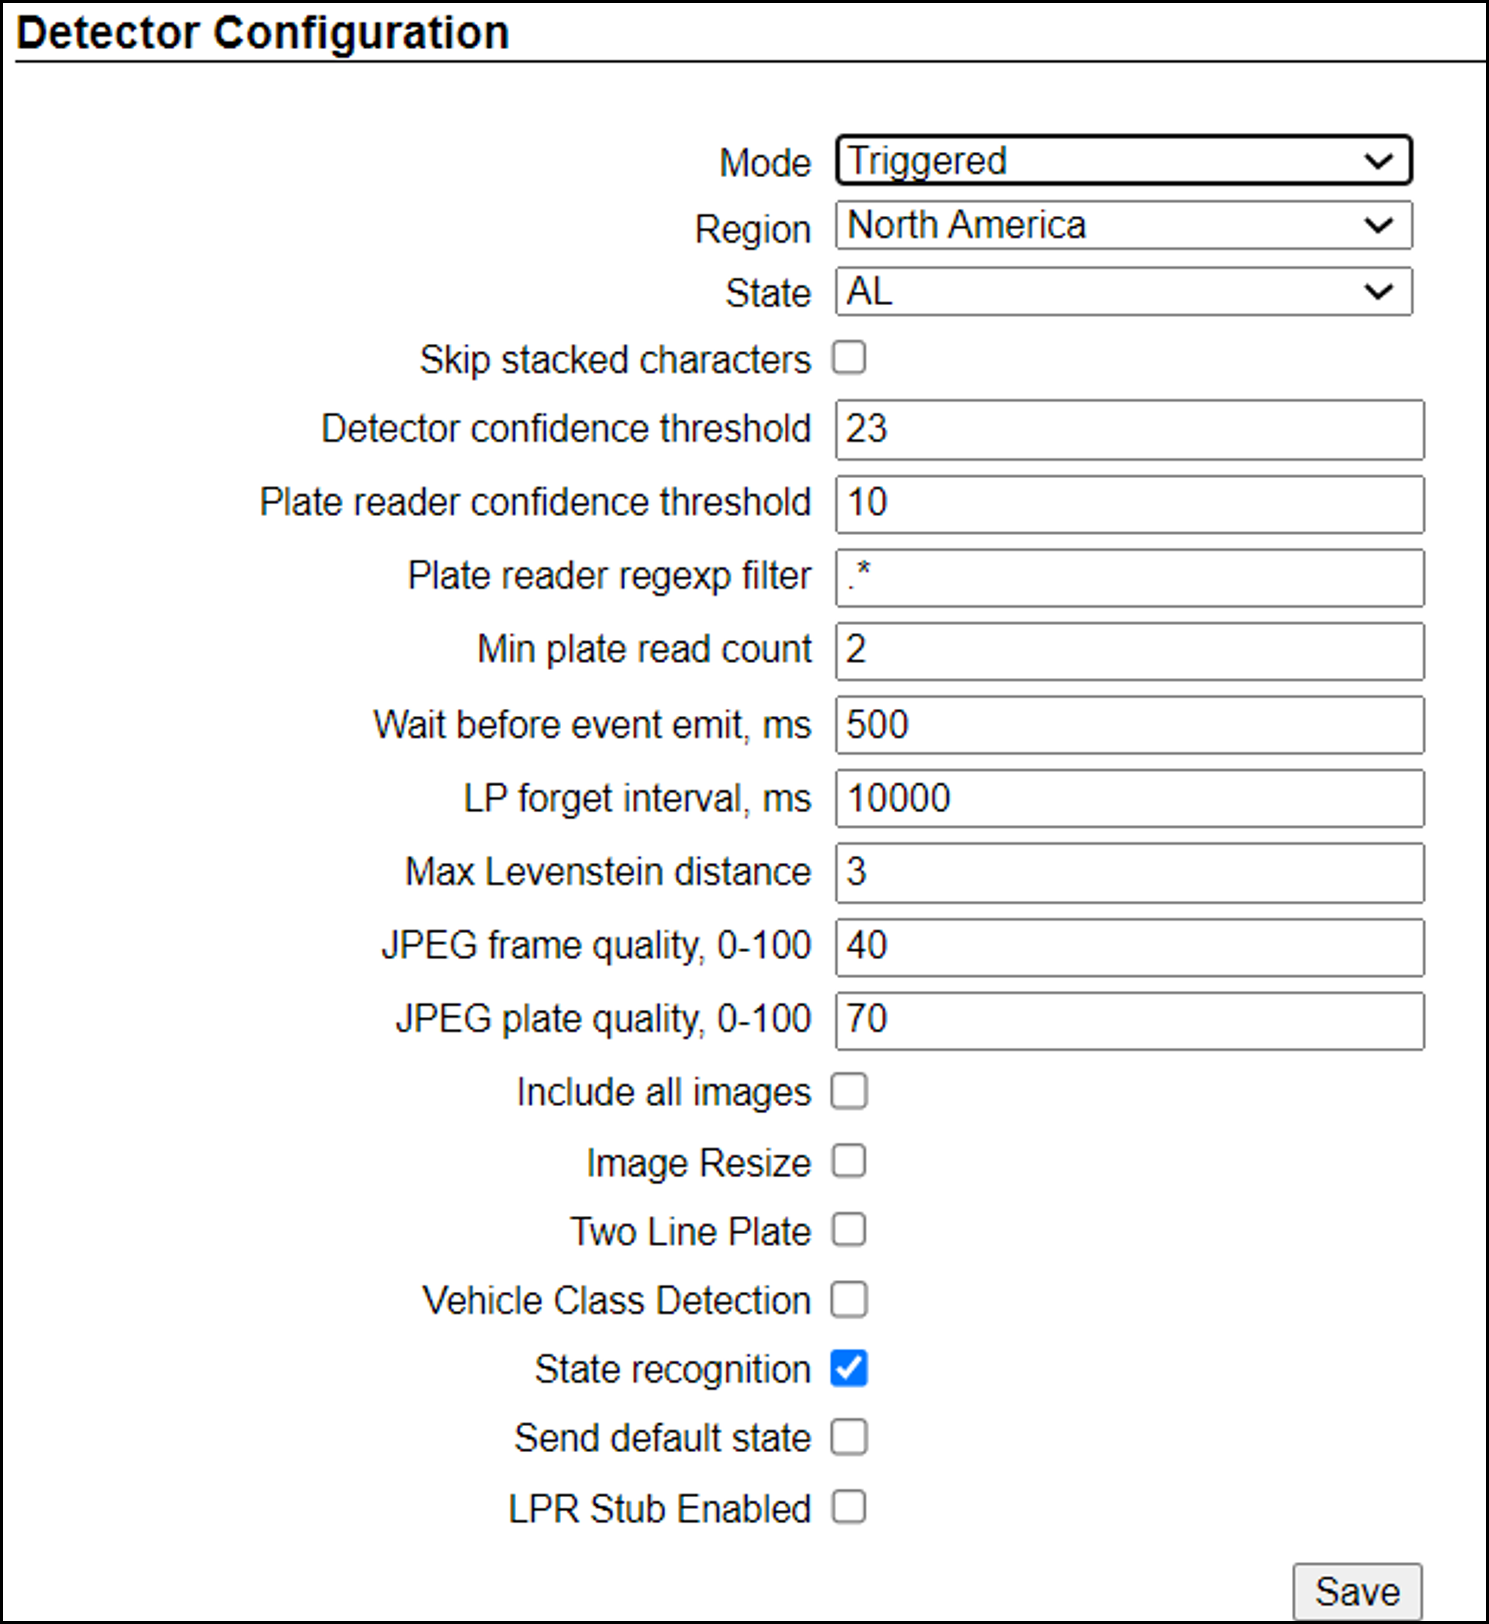 Detector Configuration
Mode Triggered
Region North America
State AL
Skip stacked characters
Detector confidence threshold 23
Plate reader confidence threshold 10
Plate reader regexp filter .*
Min plate read count 2
Wait before event emit, ms 500
LP forget interval, ms 10000
Max Levenstein distance 3
JPEG frame quality, 0-100 40
JPEG plate quality, 0-100 70
Include all images
Image Resize
Two Line Plate
Vehicle Class Detection
State recognition
Send default state
LPR Stub Enabled
Save